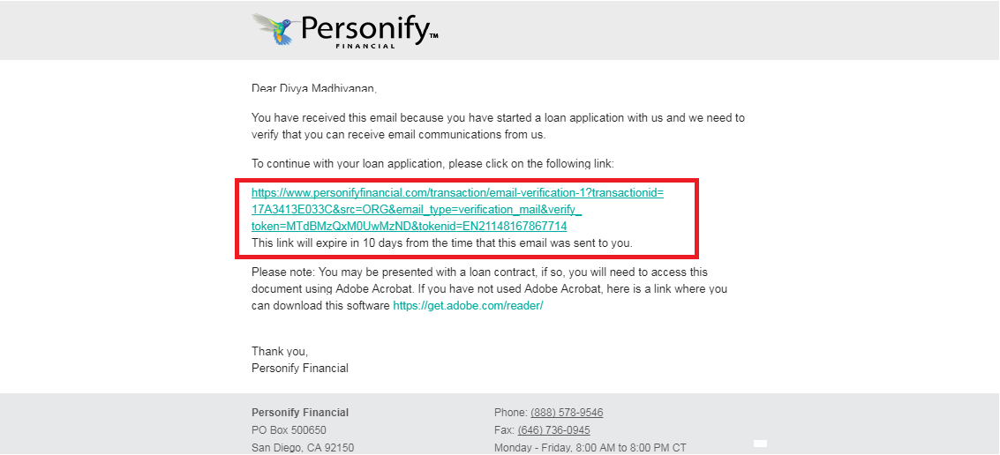 Personify™
FINANCIAL
Dear Divya Madhivanan,
You have received this email because you have started a loan application with us and we need to
verify that you can receive email communications from us.
To continue with your loan application, please click on the following link:
https://www.personifyfinancial.com/transaction/email-verification-1?transactionid=
17A3413E033C&src=ORG&email_type=verification_mail&verify_
token=MTdBMzQxM0UwMzND&tokenid=EN21148167867714
This link will expire in 10 days from the time that this email was sent to you.
Please note: You may be presented with a loan contract, if so, you will need to access this
document using Adobe Acrobat. If you have not used Adobe Acrobat, here is a link where you
can download this software https://get.adobe.com/reader/
Thank you,
Personify Financial
Personify Financial
PO Box 500650
San Diego, CA 92150
Phone: (888) 578-9546
Fax: (646) 736-0945
Monday - Friday, 8:00 AM to 8:00 PM CT